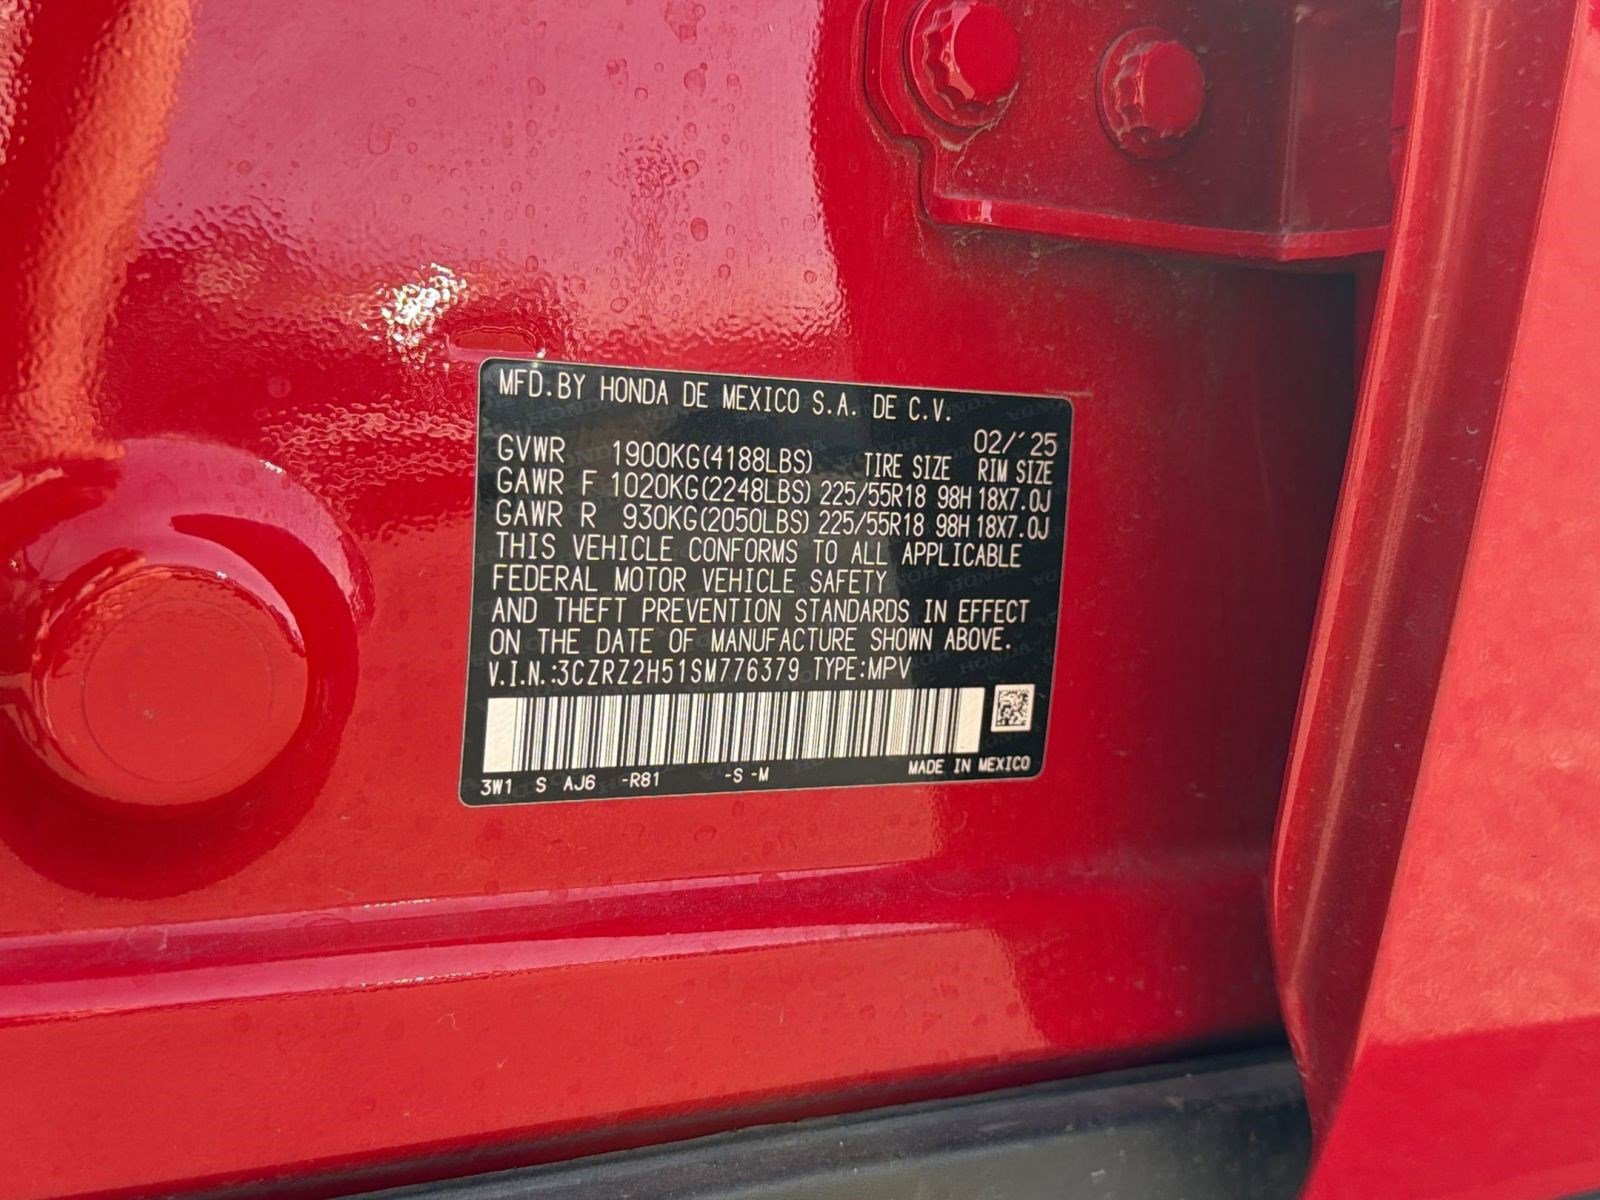 MFD.BY HONDA DE MEXICO S.A. DE C.V.
02/'25
GVWR 1900KG(4188LBS) TIRE SIZE RIM SIZE
GAWR F 1020KG(2248LBS) 225/55R18 98H 18X7.0J
GAWR R 930KG(2050LBS) 225/55R18 98H 18X7.0J
THIS VEHICLE CONFORMS TO ALL APPLICABLE
FEDERAL MOTOR VEHICLE SAFETY
AND THEFT PREVENTION STANDARDS IN EFFECT
ON THE DATE OF MANUFACTURE SHOWN ABOVE.
V.I.N.:3CZRZ2H51SM776379 TYPE:MPV
3W1 S AJ6 -R81 -S -M MADE IN MEXICO